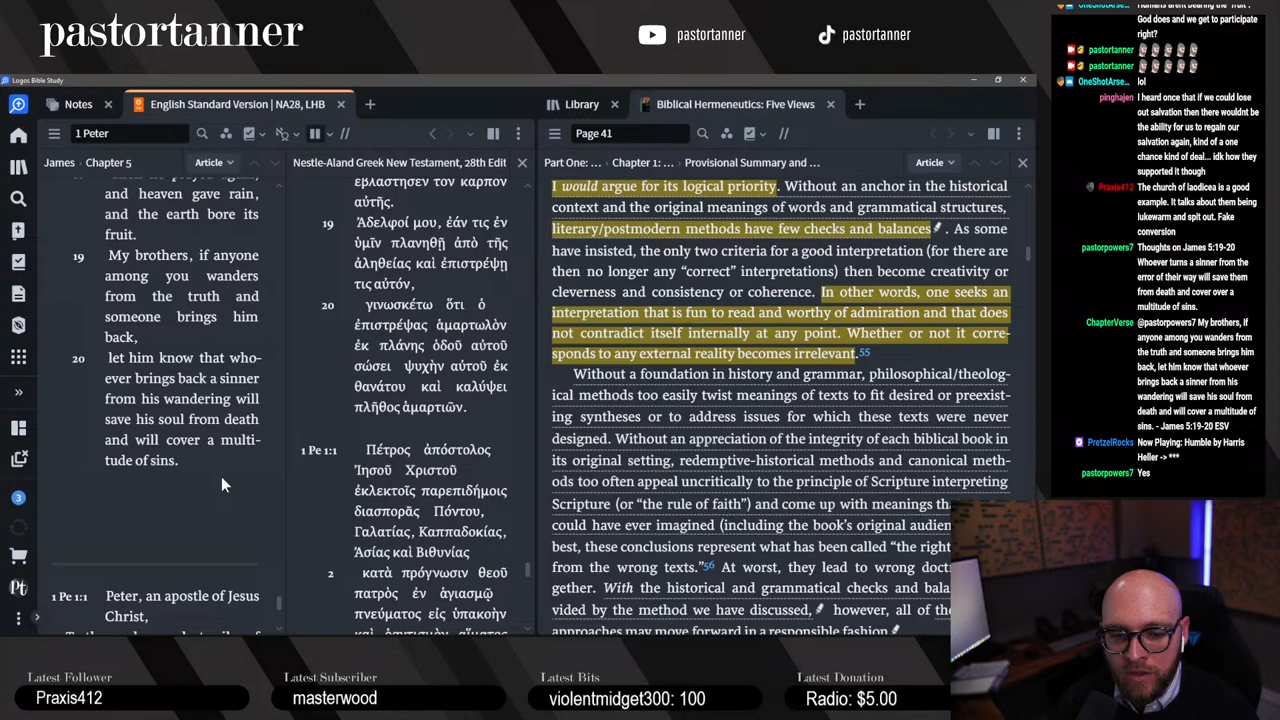 pastortanner
pastortanner
pastortanner
Logos Bible Study
Notes
English Standard Version | NA28, LHB
Library
Biblical Hermeneutics: Five Views
1 Peter
Page 41
James › Chapter 5
Article
Nestle-Aland Greek New Testament, 28th Edit
Part One: ... › Chapter 1: ... › Provisional Summary and ...
Article
and heaven gave rain,
and the earth bore its
fruit.
19 My brothers, if anyone
among you wanders
from the truth and
someone brings him
back,
20 let him know that who-
ever brings back a sinner
from his wandering will
save his soul from death
and will cover a multi-
tude of sins.
1 Pe 1:1 Peter, an apostle of Jesus
Christ,
ἐβλάστησεν τὸν καρπὸν
αὐτῆς.
19 Ἀδελφοί μου, ἐάν τις ἐν
ὑμῖν πλανηθῇ ἀπὸ τῆς
ἀληθείας καὶ ἐπιστρέψῃ
τις αὐτόν,
20 γινωσκέτω ὅτι ὁ
ἐπιστρέψας ἁμαρτωλὸν
ἐκ πλάνης ὁδοῦ αὐτοῦ
σώσει ψυχὴν αὐτοῦ ἐκ
θανάτου καὶ καλύψει
πλῆθος ἁμαρτιῶν.
1 Pe 1:1 Πέτρος ἀπόστολος
Ἰησοῦ Χριστοῦ
ἐκλεκτοῖς παρεπιδήμοις
διασπορᾶς Πόντου,
Γαλατίας, Καππαδοκίας,
Ἀσίας καὶ Βιθυνίας
2 κατὰ πρόγνωσιν θεοῦ
πατρὸς ἐν ἁγιασμῷ
πνεύματος εἰς ὑπακοὴν
I would argue for its logical priority. Without an anchor in the historical
context and the original meanings of words and grammatical structures,
literary/postmodern methods have few checks and balances. As some
have insisted, the only two criteria for a good interpretation (for there are
then no longer any “correct” interpretations) then become creativity or
cleverness and consistency or coherence. In other words, one seeks an
interpretation that is fun to read and worthy of admiration and that does
not contradict itself internally at any point. Whether or not it corre-
sponds to any external reality becomes irrelevant.55
Without a foundation in history and grammar, philosophical/theolog-
ical methods too easily twist meanings of texts to fit desired or preexist-
ing syntheses or to address issues for which these texts were never
designed. Without an appreciation of the integrity of each biblical book in
its original setting, redemptive-historical methods and canonical meth-
ods too often appeal uncritically to the principle of Scripture interpreting
Scripture (or “the rule of faith”) and come up with meanings tha
could have ever imagined (including the book’s original audien
best, these conclusions represent what has been called “the right
from the wrong texts.”56 At worst, they lead to wrong doct
gether. With the historical and grammatical checks and bala
vided by the method we have discussed, however, all of the
approaches may move forward in a responsible fashion.
3
Pt
Humans arent bearing the "fruit".
God does and we get to participate
right?
pastortanner
pastortanner
OneShotArse...
lol
pinghajen
I heard once that if we could lose
out salvation then there wouldnt be
the ability for us to regain our
salvation again, kind of a one
chance kind of deal... idk how they
supported it though
Praxis412
The church of laodicea is a good
example. It talks about them being
lukewarm and spit out. Fake
conversion
pastorpowers7
Thoughts on James 5:19-20
Whoever turns a sinner from the
error of their way will save them
from death and cover over a
multitude of sins.
ChapterVerse
@pastorpowers7 My brothers, if
anyone among you wanders from the
truth and someone brings him
back, let him know that whoever
brings back a sinner from his
wandering will save his soul from
death and will cover a multitude of
sins. - James 5:19-20 ESV
PretzelRocks
Now Playing: Humble by Harris
Heller -> ***
pastorpowers7
Yes
Latest Follower
Praxis412
Latest Subscriber
masterwood
Latest Bits
violentmidget300: 100
Latest Donation
Radio: $5.00